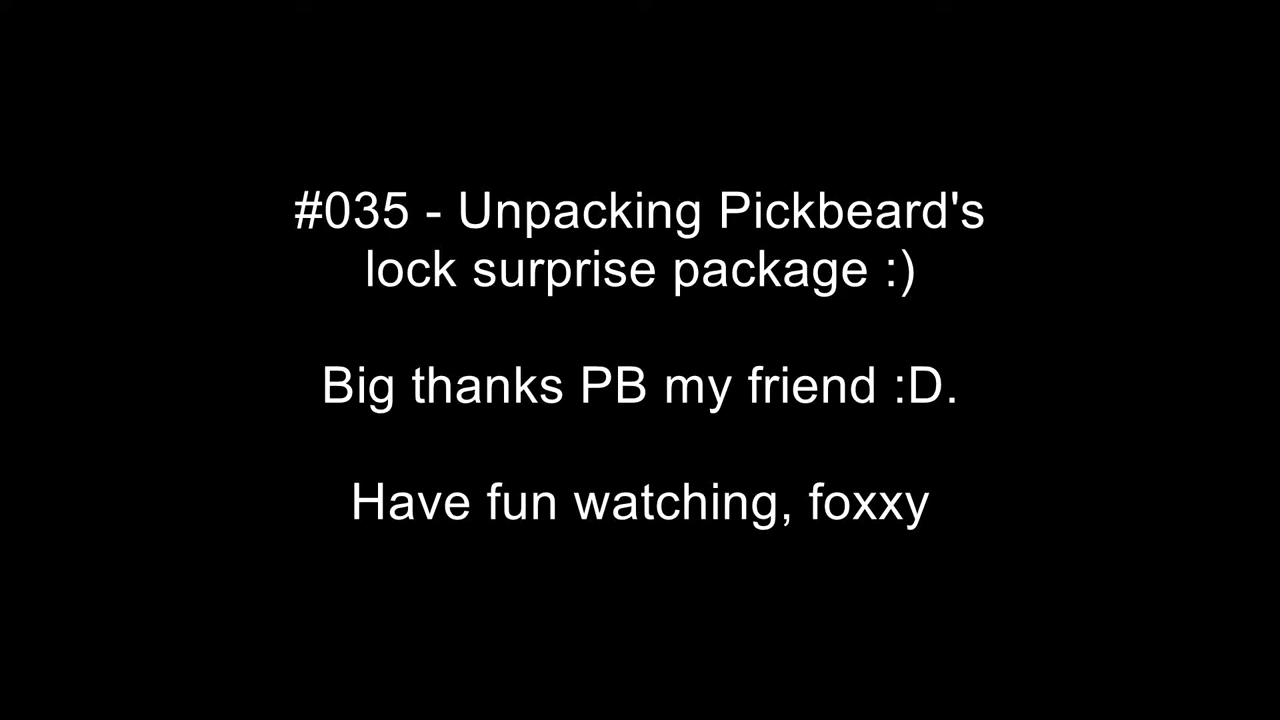 #035 - Unpacking Pickbeard's
lock surprise package :)
Big thanks PB my friend :D.
Have fun watching, foxxy